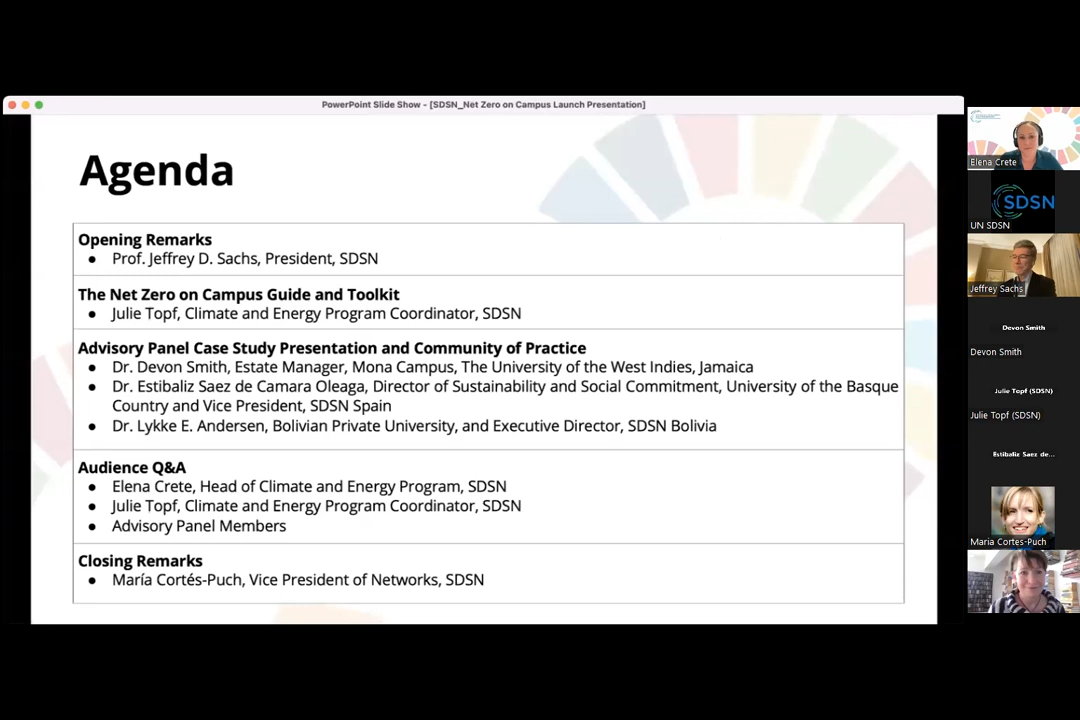 PowerPoint Slide Show - [SDSN_Net Zero on Campus Launch Presentation]
Agenda
Opening Remarks
● Prof. Jeffrey D. Sachs, President, SDSN
The Net Zero on Campus Guide and Toolkit
● Julie Topf, Climate and Energy Program Coordinator, SDSN
Advisory Panel Case Study Presentation and Community of Practice
● Dr. Devon Smith, Estate Manager, Mona Campus, The University of the West Indies, Jamaica
● Dr. Estibaliz Saez de Camara Oleaga, Director of Sustainability and Social Commitment, University of the Basque
Country and Vice President, SDSN Spain
● Dr. Lykke E. Andersen, Bolivian Private University, and Executive Director, SDSN Bolivia
Audience Q&A
● Elena Crete, Head of Climate and Energy Program, SDSN
● Julie Topf, Climate and Energy Program Coordinator, SDSN
● Advisory Panel Members
Closing Remarks
● María Cortés-Puch, Vice President of Networks, SDSN
Elena Crete
SDSN
UN SDSN
Jeffrey Sachs
Devon Smith
Devon Smith
Julie Topf (SDSN)
Julie Topf (SDSN)
Estibaliz Saez de...
Maria Cortes-Puch